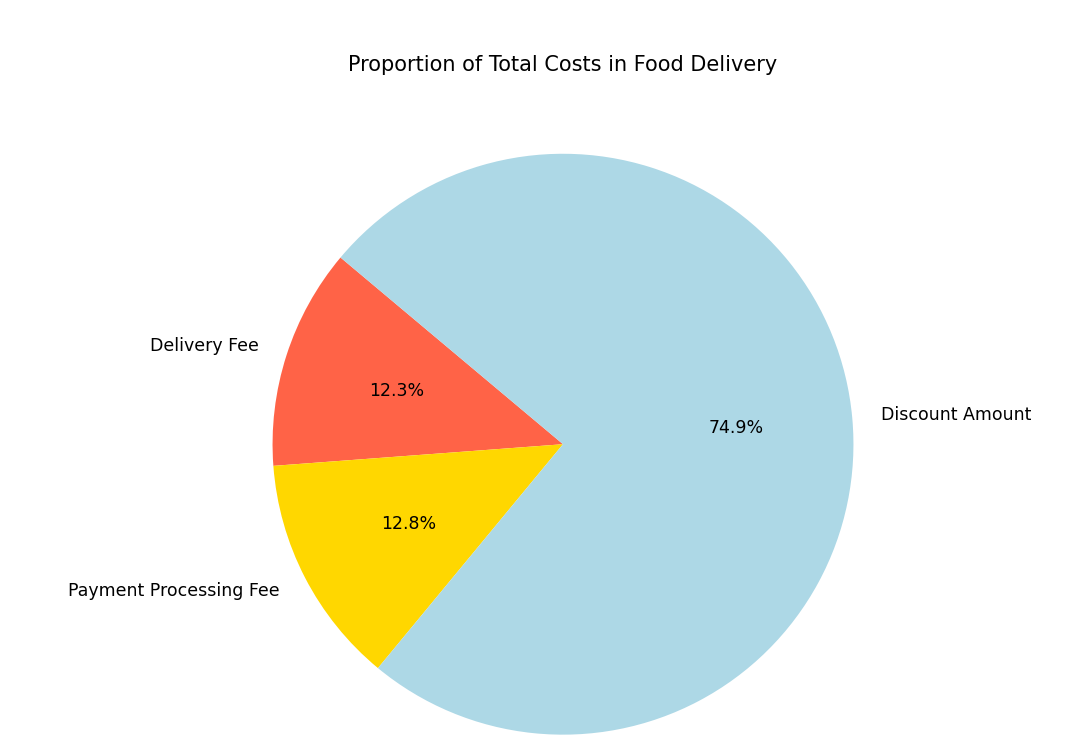 Proportion of Total Costs in Food Delivery
Delivery Fee
12.3%
Discount Amount
74.9%
12.8%
Payment Processing Fee